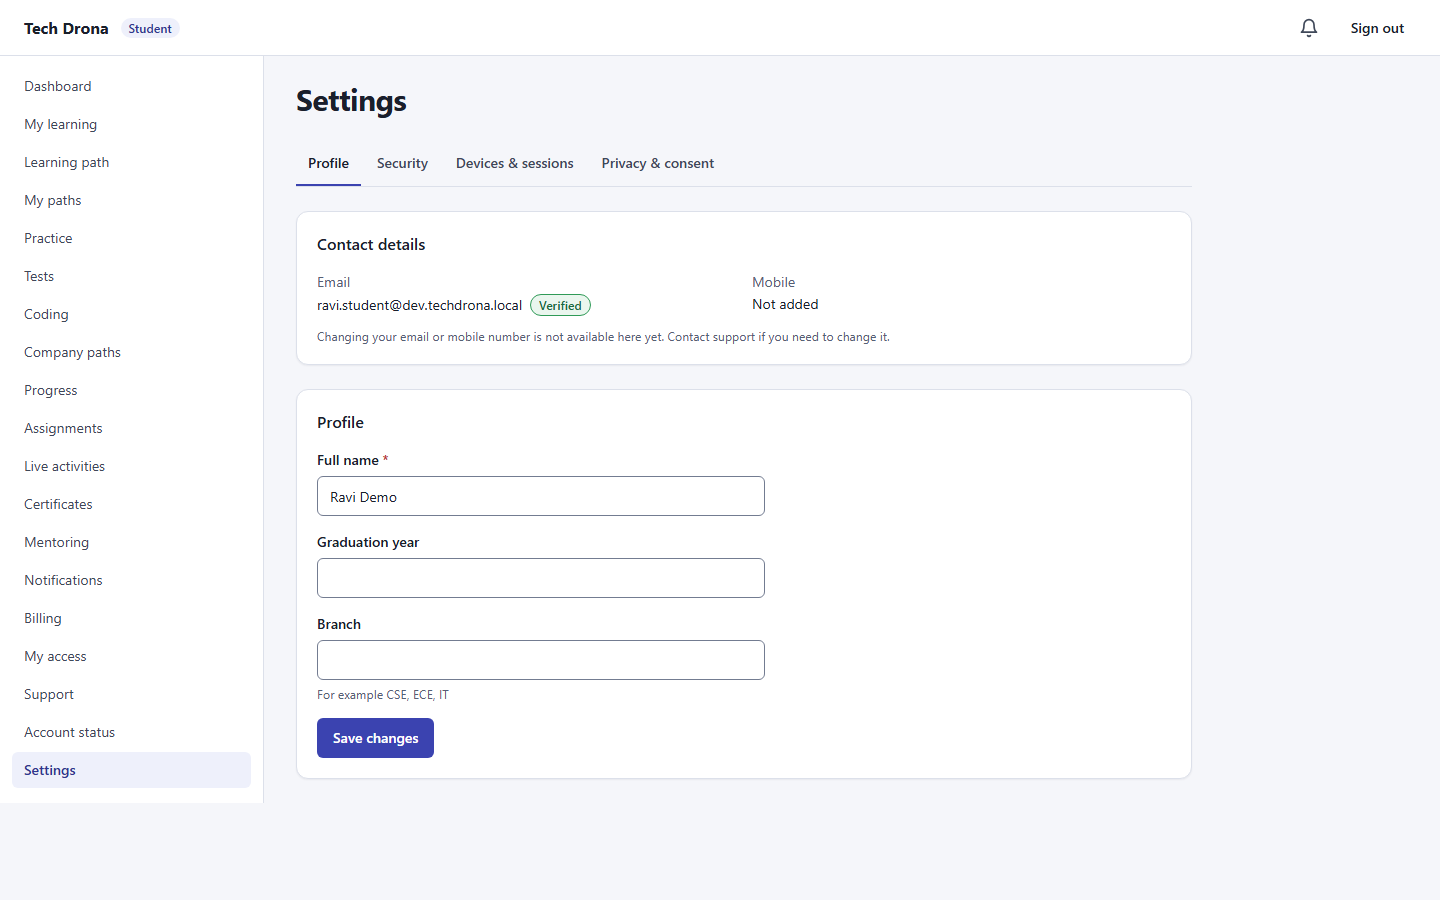 Tech Drona Student
Sign out
Dashboard
My learning
Learning path
My paths
Practice
Tests
Coding
Company paths
Progress
Assignments
Live activities
Certificates
Mentoring
Notifications
Billing
My access
Support
Account status
Settings
Settings
Profile Security Devices & sessions Privacy & consent
Contact details
Email
ravi.student@dev.techdrona.local Verified
Mobile
Not added
Changing your email or mobile number is not available here yet. Contact support if you need to change it.
Profile
Full name *
Ravi Demo
Graduation year
Branch
For example CSE, ECE, IT
Save changes